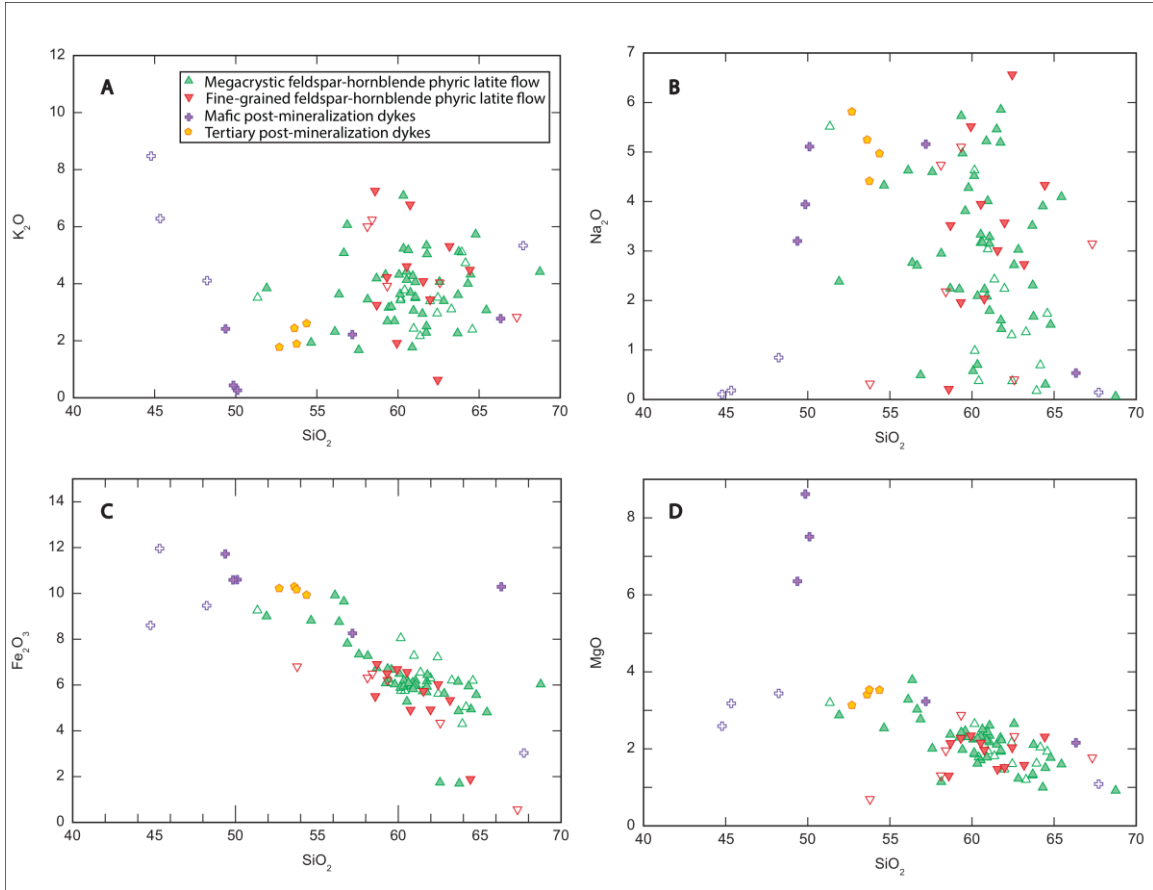 A
12
10
8
6
4
2
0
K2O
40 45 50 55 60 65 70
SiO2
Megacrystic feldspar-hornblende phyric latite flow
Fine-grained feldspar-hornblende phyric latite flow
Mafic post-mineralization dykes
Tertiary post-mineralization dykes
B
7
6
5
4
3
2
1
0
Na2O
40 45 50 55 60 65 70
SiO2
C
14
12
10
8
6
4
2
0
Fe2O3
40 45 50 55 60 65 70
SiO2
D
8
6
4
2
0
MgO
40 45 50 55 60 65 70
SiO2